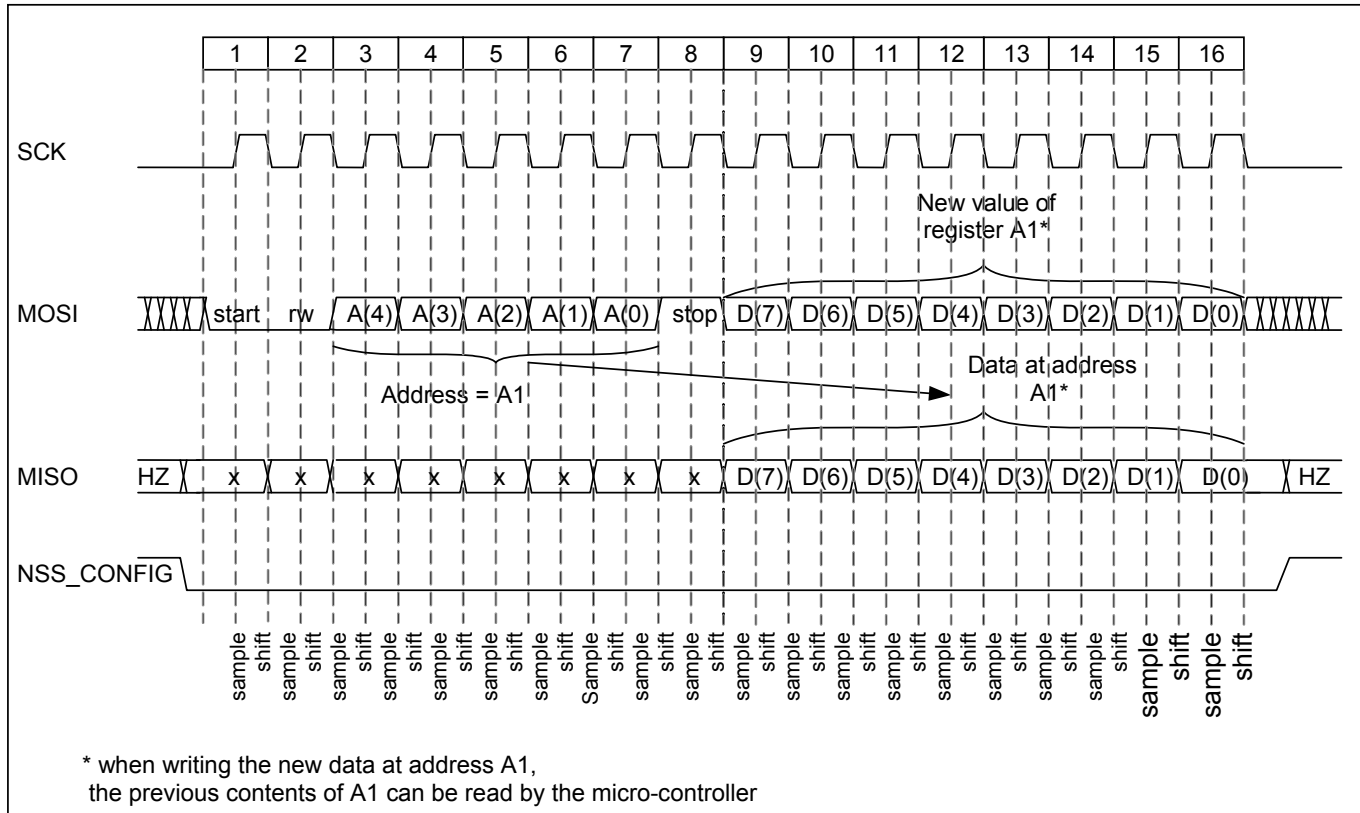 1 2 3 4 5 6 7 8 9 10 11 12 13 14 15 16
SCK
New value of
register A1*
MOSI start rw A(4) A(3) A(2) A(1) A(0) stop D(7) D(6) D(5) D(4) D(3) D(2) D(1) D(0)
Address = A1
Data at address
A1*
MISO HZ x x x x x x x x D(7) D(6) D(5) D(4) D(3) D(2) D(1) D(0) HZ
NSS_CONFIG
sample shift sample shift sample shift sample shift sample shift sample shift Sample shift sample shift sample shift sample shift sample shift sample shift sample shift sample shift sample shift sample shift
* when writing the new data at address A1,
the previous contents of A1 can be read by the micro-controller